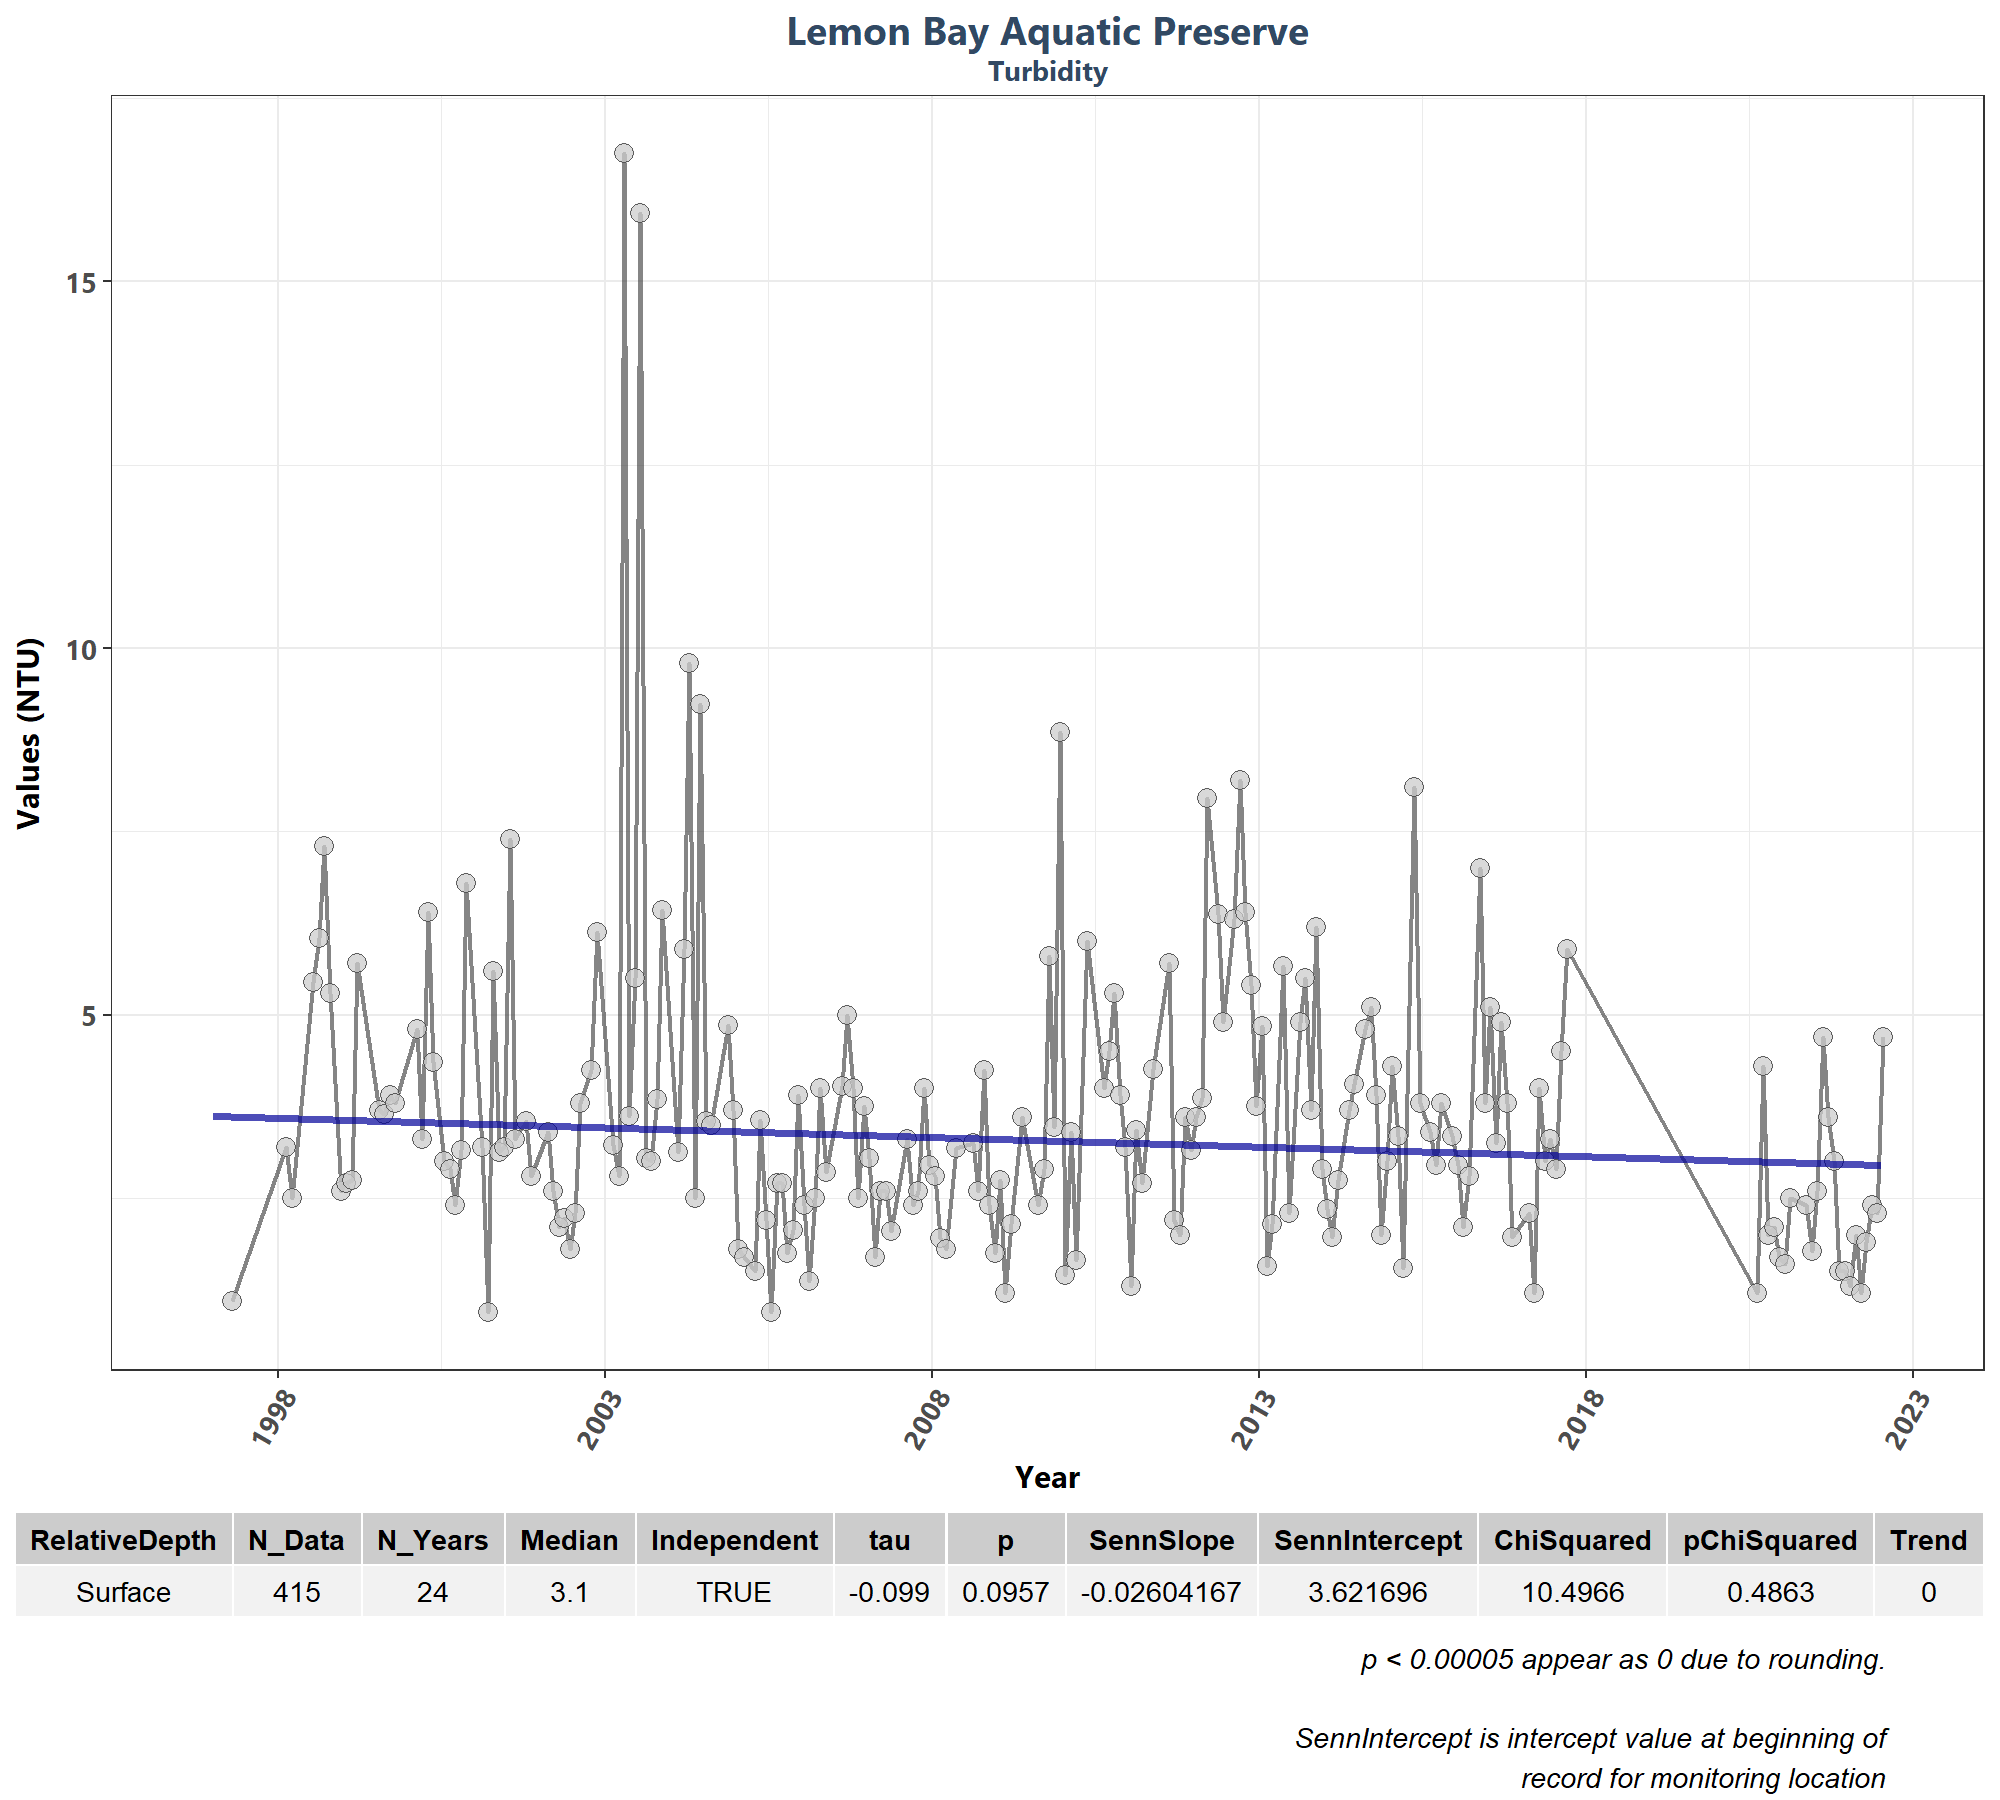 Lemon Bay Aquatic Preserve
Turbidity
Values (NTU)
15
10
5
1998
2003
2008
2013
2018
2023
Year
RelativeDepth N_Data N_Years Median Independent tau p SennSlope SennIntercept ChiSquared pChiSquared Trend
Surface 415 24 3.1 TRUE -0.099 0.0957 -0.02604167 3.621696 10.4966 0.4863 0
p < 0.00005 appear as 0 due to rounding.
SennIntercept is intercept value at beginning of
record for monitoring location